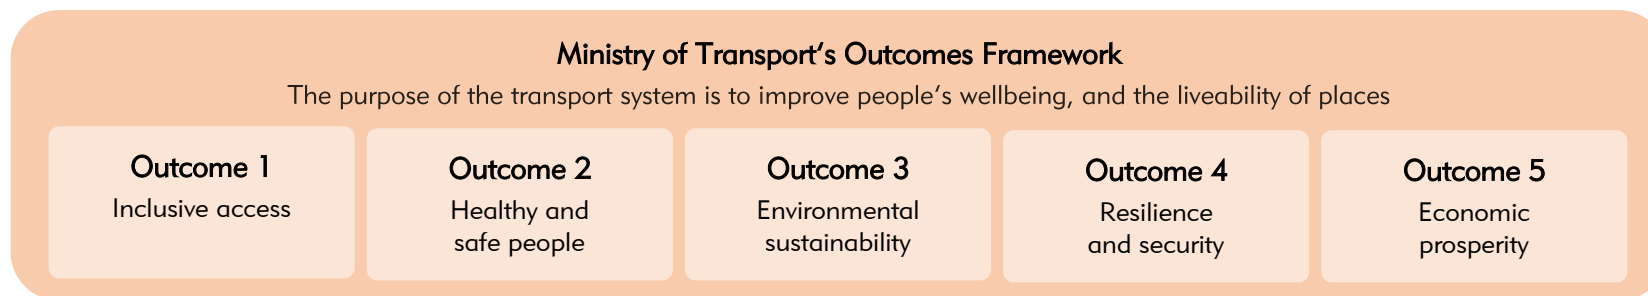 Ministry of Transport‘s Outcomes Framework
The purpose of the transport system is to improve people‘s wellbeing, and the liveability of places
Outcome 1
Inclusive access
Outcome 2
Healthy and
safe people
Outcome 3
Environmental
sustainability
Outcome 4
Resilience
and security
Outcome 5
Economic
prosperity